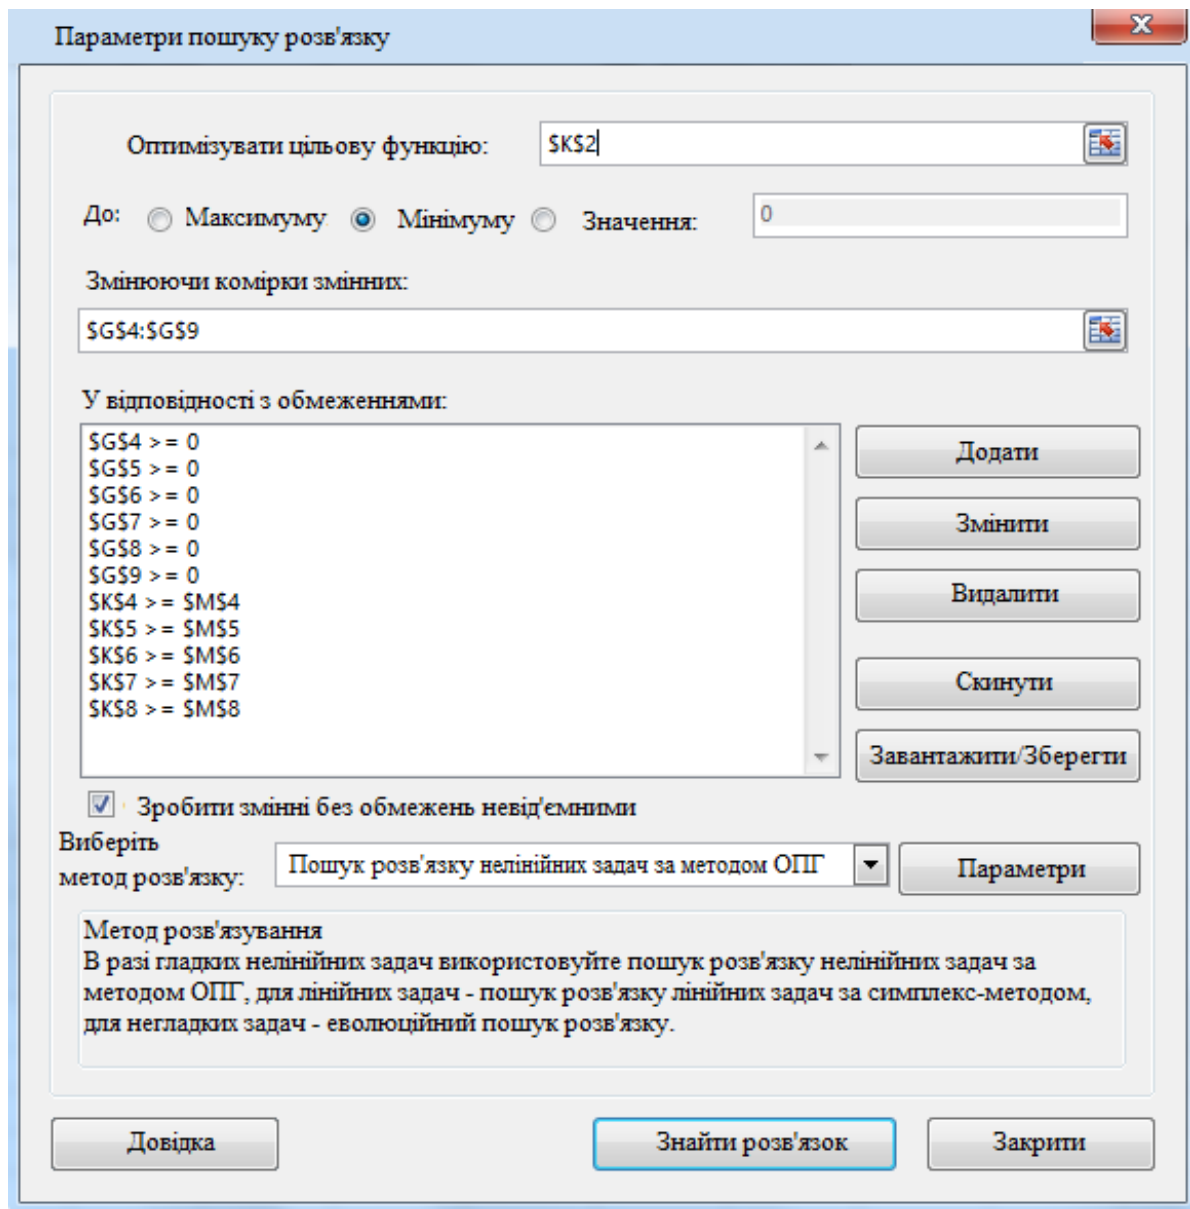 Параметри пошуку розв'язку
Оптимізувати цільову функцію: $K$2
До: Максимуму Мінімуму Значення: 0
Змінюючи комірки змінних:
$G$4:$G$9
У відповідності з обмеженнями:
$G$4 >= 0
$G$5 >= 0
$G$6 >= 0
$G$7 >= 0
$G$8 >= 0
$G$9 >= 0
$K$4 >= $M$4
$K$5 >= $M$5
$K$6 >= $M$6
$K$7 >= $M$7
$K$8 >= $M$8
Додати
Змінити
Видалити
Скинути
Завантажити/Зберегти
Зробити змінні без обмежень невід'ємними
Виберіть
метод розв'язку: Пошук розв'язку нелінійних задач за методом ОПГ Параметри
Метод розв'язування
В разі гладких нелінійних задач використовуйте пошук розв'язку нелінійних задач за
методом ОПГ, для лінійних задач - пошук розв'язку лінійних задач за симплекс-методом,
для негладких задач - еволюційний пошук розв'язку.
Довідка Знайти розв'язок Закрити